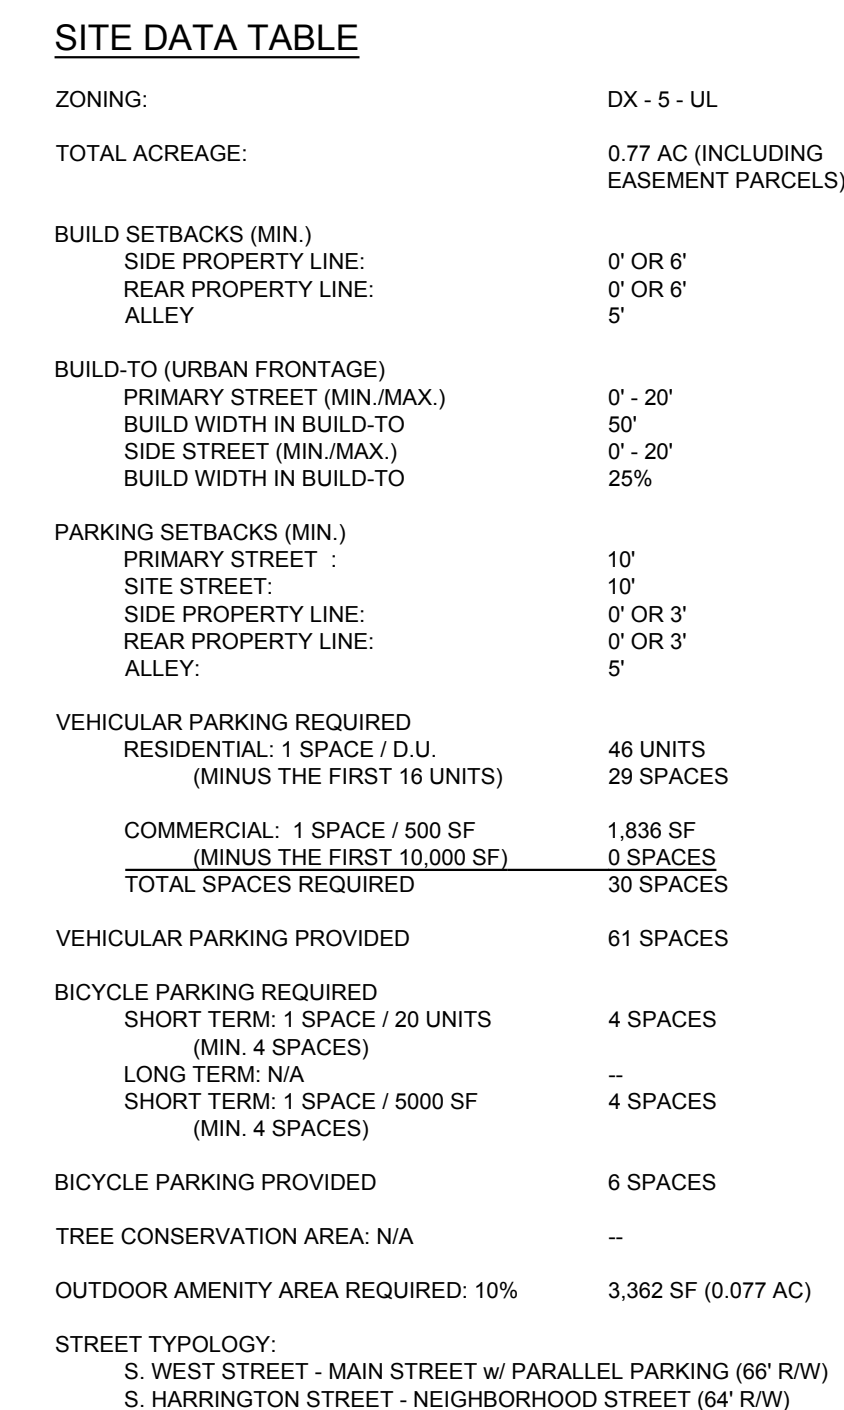 SITE DATA TABLE
ZONING: DX - 5 - UL
TOTAL ACREAGE: 0.77 AC (INCLUDING
EASEMENT PARCELS)
BUILD SETBACKS (MIN.)
SIDE PROPERTY LINE: 0' OR 6'
REAR PROPERTY LINE: 0' OR 6'
ALLEY 5'
BUILD-TO (URBAN FRONTAGE)
PRIMARY STREET (MIN./MAX.) 0' - 20'
BUILD WIDTH IN BUILD-TO 50'
SIDE STREET (MIN./MAX.) 0' - 20'
BUILD WIDTH IN BUILD-TO 25%
PARKING SETBACKS (MIN.)
PRIMARY STREET : 10'
SITE STREET: 10'
SIDE PROPERTY LINE: 0' OR 3'
REAR PROPERTY LINE: 0' OR 3'
ALLEY: 5'
VEHICULAR PARKING REQUIRED
RESIDENTIAL: 1 SPACE / D.U. 46 UNITS
(MINUS THE FIRST 16 UNITS) 29 SPACES
COMMERCIAL: 1 SPACE / 500 SF 1,836 SF
(MINUS THE FIRST 10,000 SF) 0 SPACES
TOTAL SPACES REQUIRED 30 SPACES
VEHICULAR PARKING PROVIDED 61 SPACES
BICYCLE PARKING REQUIRED
SHORT TERM: 1 SPACE / 20 UNITS 4 SPACES
(MIN. 4 SPACES)
LONG TERM: N/A --
SHORT TERM: 1 SPACE / 5000 SF 4 SPACES
(MIN. 4 SPACES)
BICYCLE PARKING PROVIDED 6 SPACES
TREE CONSERVATION AREA: N/A --
OUTDOOR AMENITY AREA REQUIRED: 10% 3,362 SF (0.077 AC)
STREET TYPOLOGY:
S. WEST STREET - MAIN STREET w/ PARALLEL PARKING (66' R/W)
S. HARRINGTON STREET - NEIGHBORHOOD STREET (64' R/W)